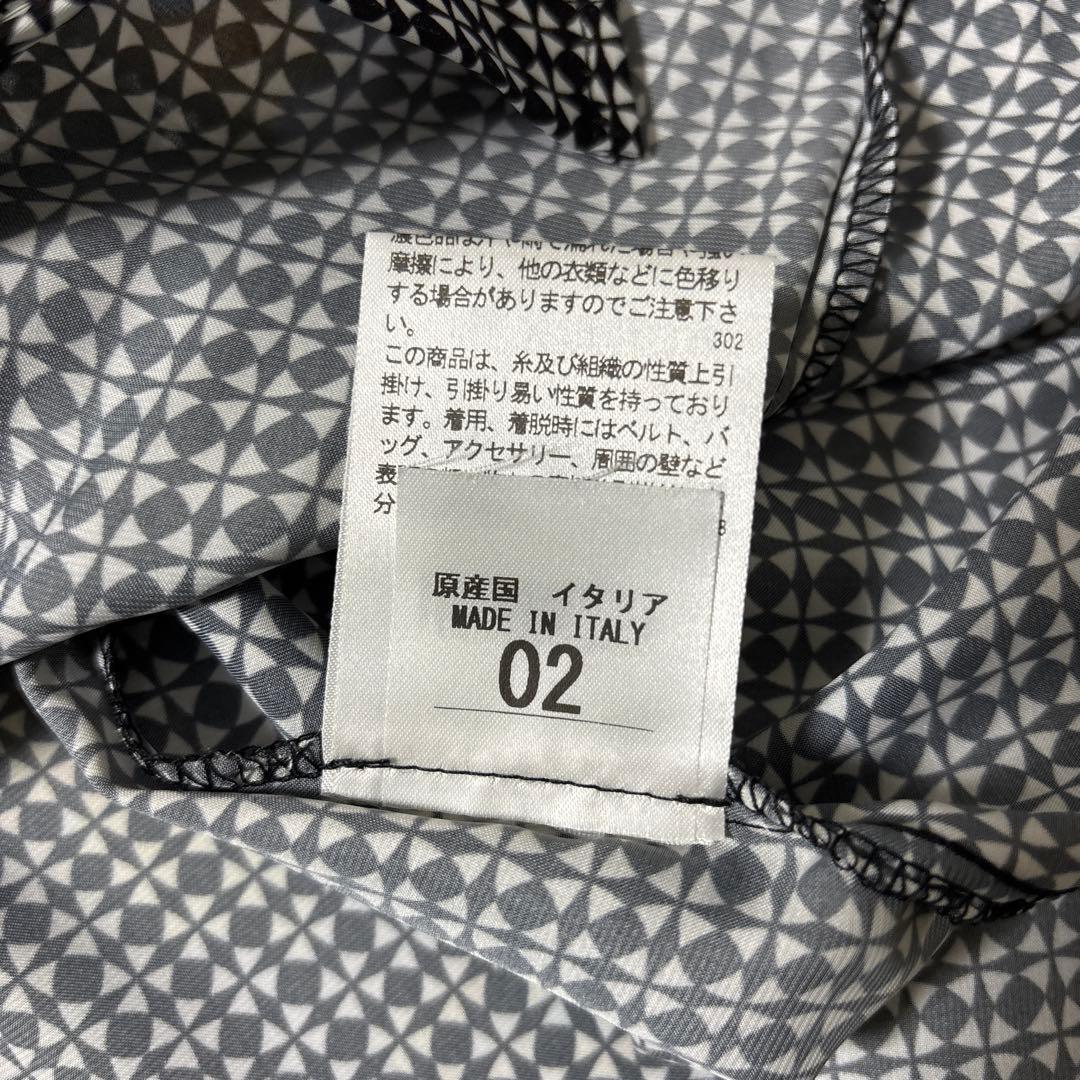 摩擦により、他の衣類などに色移り
する場合がありますのでご注意下さ
い。
302
この商品は、糸及び組織の性質上引
掛け、引掛り易い性質を持っており
ます。着用、着脱時にはベルト、バ
ッグ、アクセサリー、周囲の壁など
表
分
原産国 イタリア
MADE IN ITALY
02